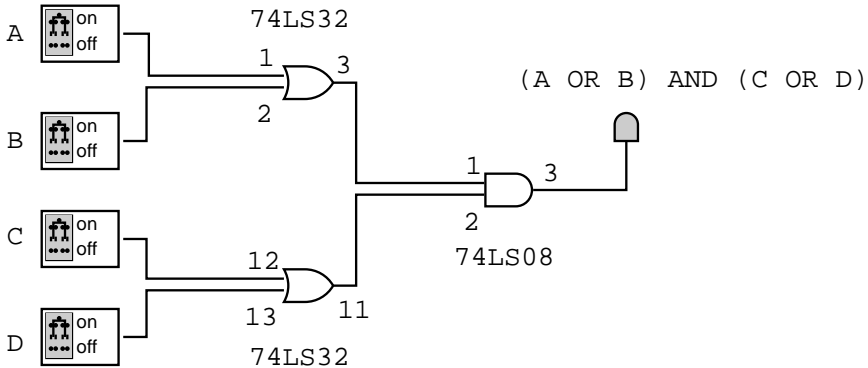 74LS32
A
on
off
1
3
(A OR B) AND (C OR D)
2
B
on
off
1
3
2
C
on
off
74LS08
12
13
11
D
on
off
74LS32